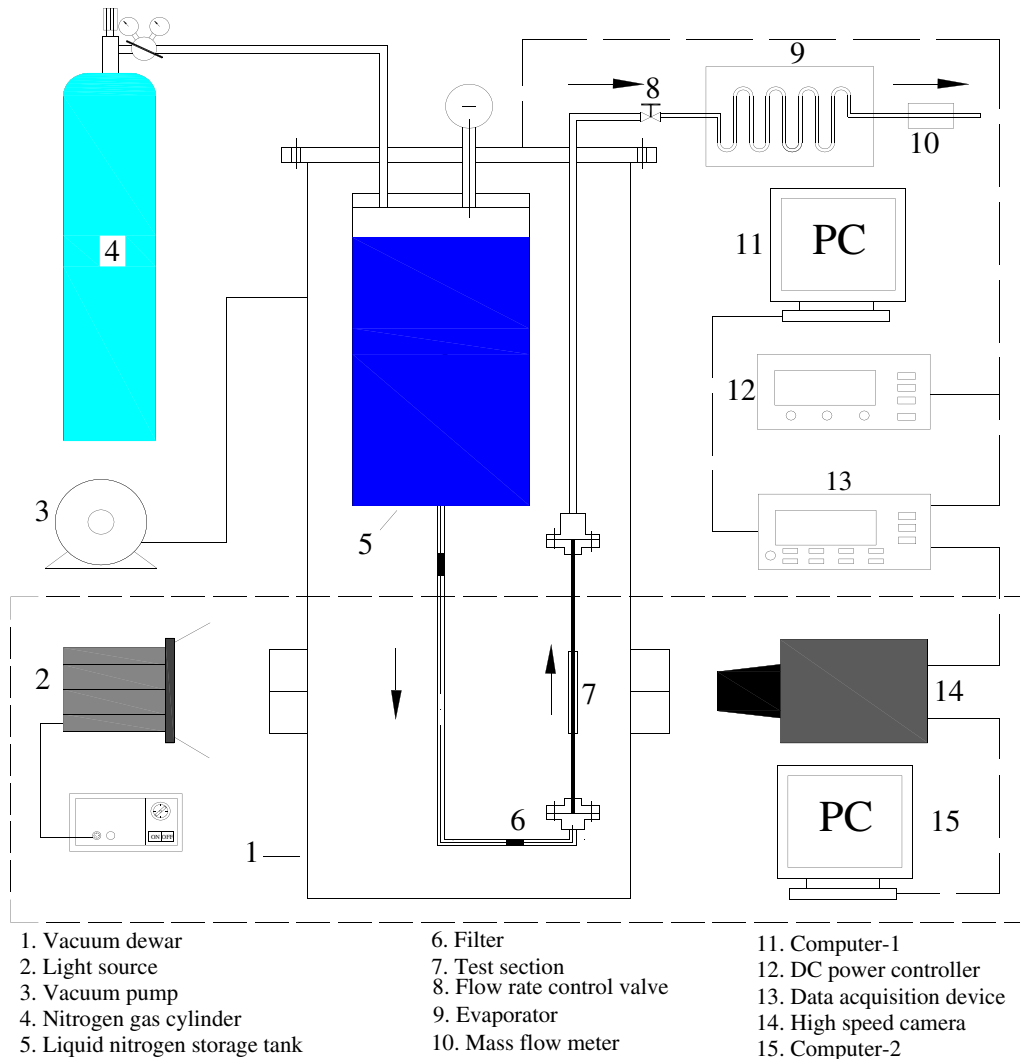 9
8
10
4
11
PC
12
13
3
5
2
7
14
6
PC
15
1
ON OFF
1. Vacuum dewar
2. Light source
3. Vacuum pump
4. Nitrogen gas cylinder
5. Liquid nitrogen storage tank
6. Filter
7. Test section
8. Flow rate control valve
9. Evaporator
10. Mass flow meter
11. Computer-1
12. DC power controller
13. Data acquisition device
14. High speed camera
15. Computer-2